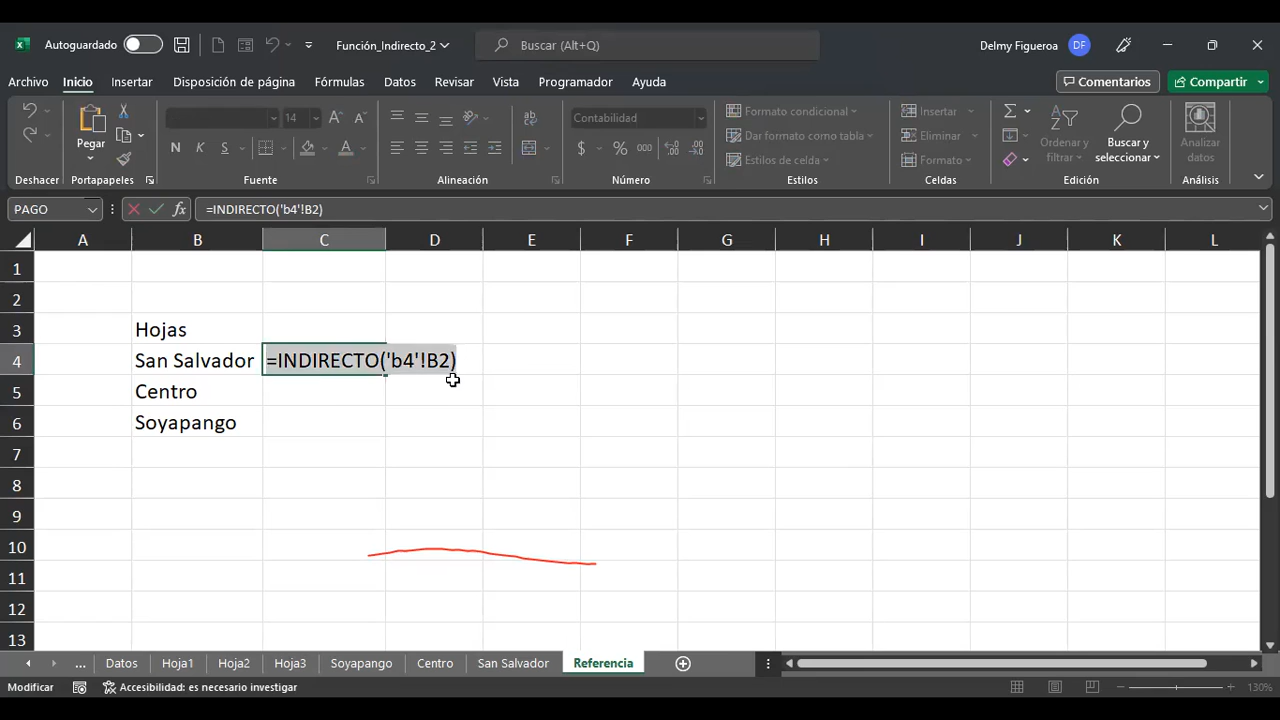 Autoguardado Función_Indirecto_2 Buscar (Alt+Q) Delmy Figueroa DF
Archivo Inicio Insertar Disposición de página Fórmulas Datos Revisar Vista Programador Ayuda Comentarios Compartir
Pegar
14
N K S
ab
Contabilidad
$ % 000
Formato condicional
Dar formato como tabla
Estilos de celda
Insertar
Eliminar
Formato
Ordenar y
filtrar
Buscar y
seleccionar
Analizar
datos
Deshacer Portapapeles Fuente Alineación Número Estilos Celdas Edición Análisis
PAGO fx =INDIRECTO('b4'!B2)
A B C D E F G H I J K L
1
2
3 Hojas
4 San Salvador =INDIRECTO('b4'!B2)
5 Centro
6 Soyapango
7
8
9
10
11
12
13
... Datos Hoja1 Hoja2 Hoja3 Soyapango Centro San Salvador Referencia
Modificar Accesibilidad: es necesario investigar 130%